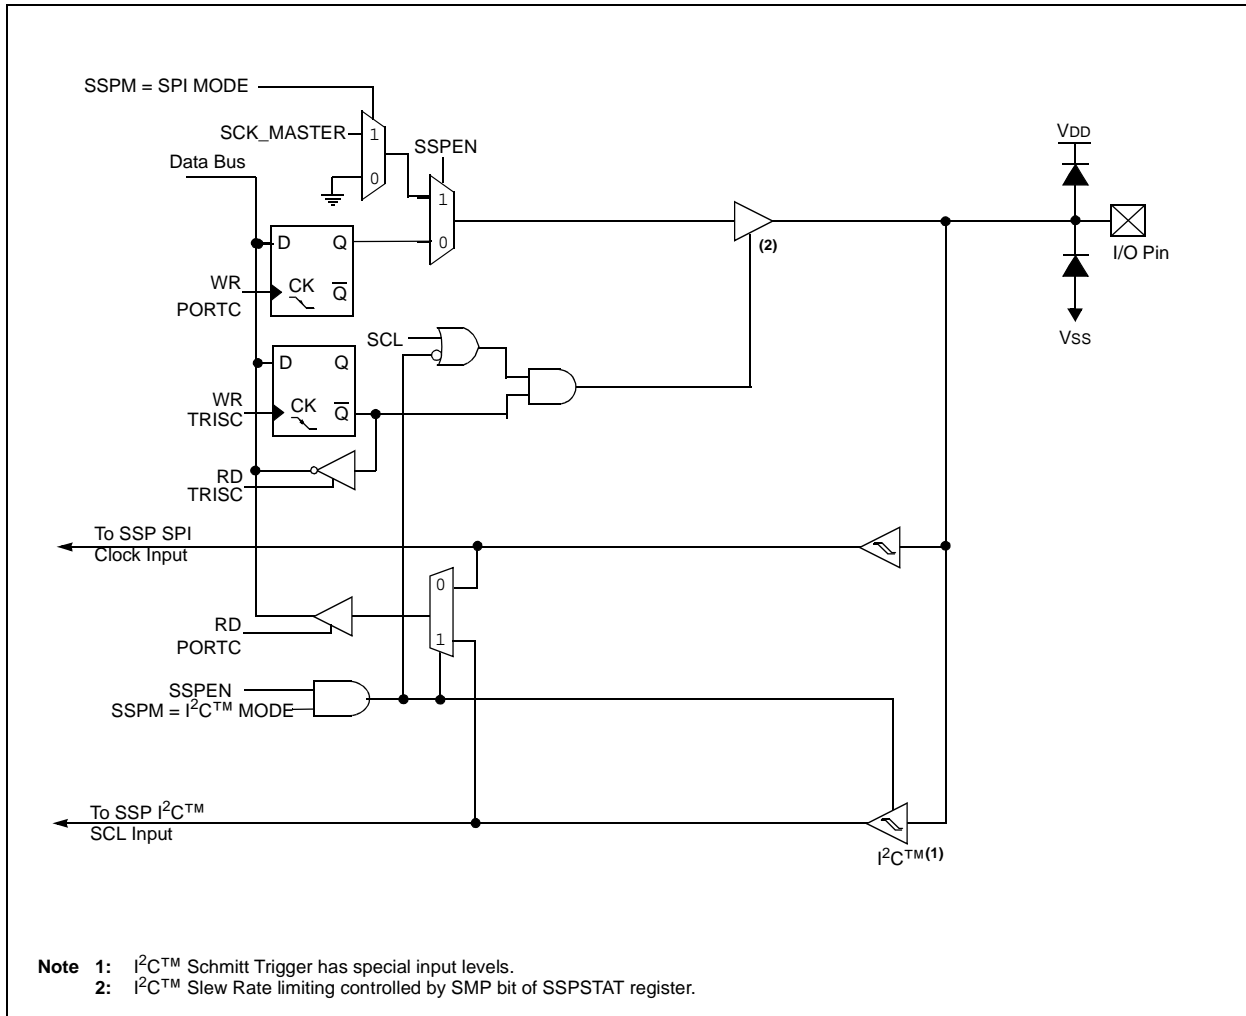 SSPM = SPI MODE
SCK_MASTER
1
0
SSPEN
Data Bus
1
0
D Q
CK Q̅
WR
PORTC
(2)
VDD
I/O Pin
VSS
SCL
D Q
CK Q̅
WR
TRISC
RD
TRISC
To SSP SPI
Clock Input
0
1
RD
PORTC
SSPEN
SSPM = I²C™ MODE
To SSP I²C™
SCL Input
I²C™(1)
Note 1: I²C™ Schmitt Trigger has special input levels.
2: I²C™ Slew Rate limiting controlled by SMP bit of SSPSTAT register.